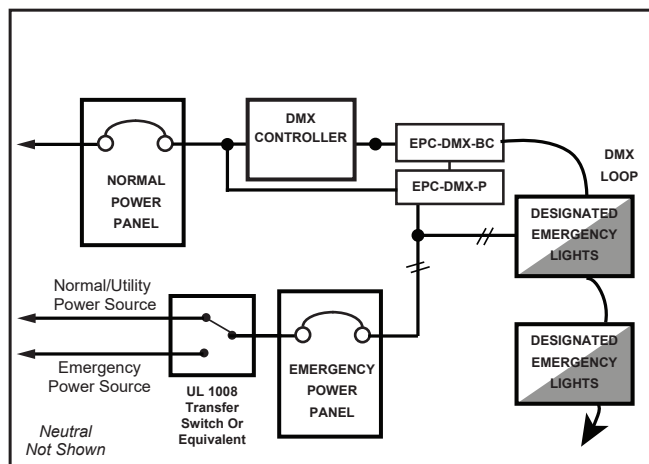 DMX
CONTROLLER
EPC-DMX-BC
DMX
LOOP
EPC-DMX-P
NORMAL
POWER
PANEL
DESIGNATED
EMERGENCY
LIGHTS
Normal/Utility
Power Source
Emergency
Power Source
EMERGENCY
POWER
PANEL
DESIGNATED
EMERGENCY
LIGHTS
UL 1008
Transfer
Switch Or
Equivalent
Neutral
Not Shown